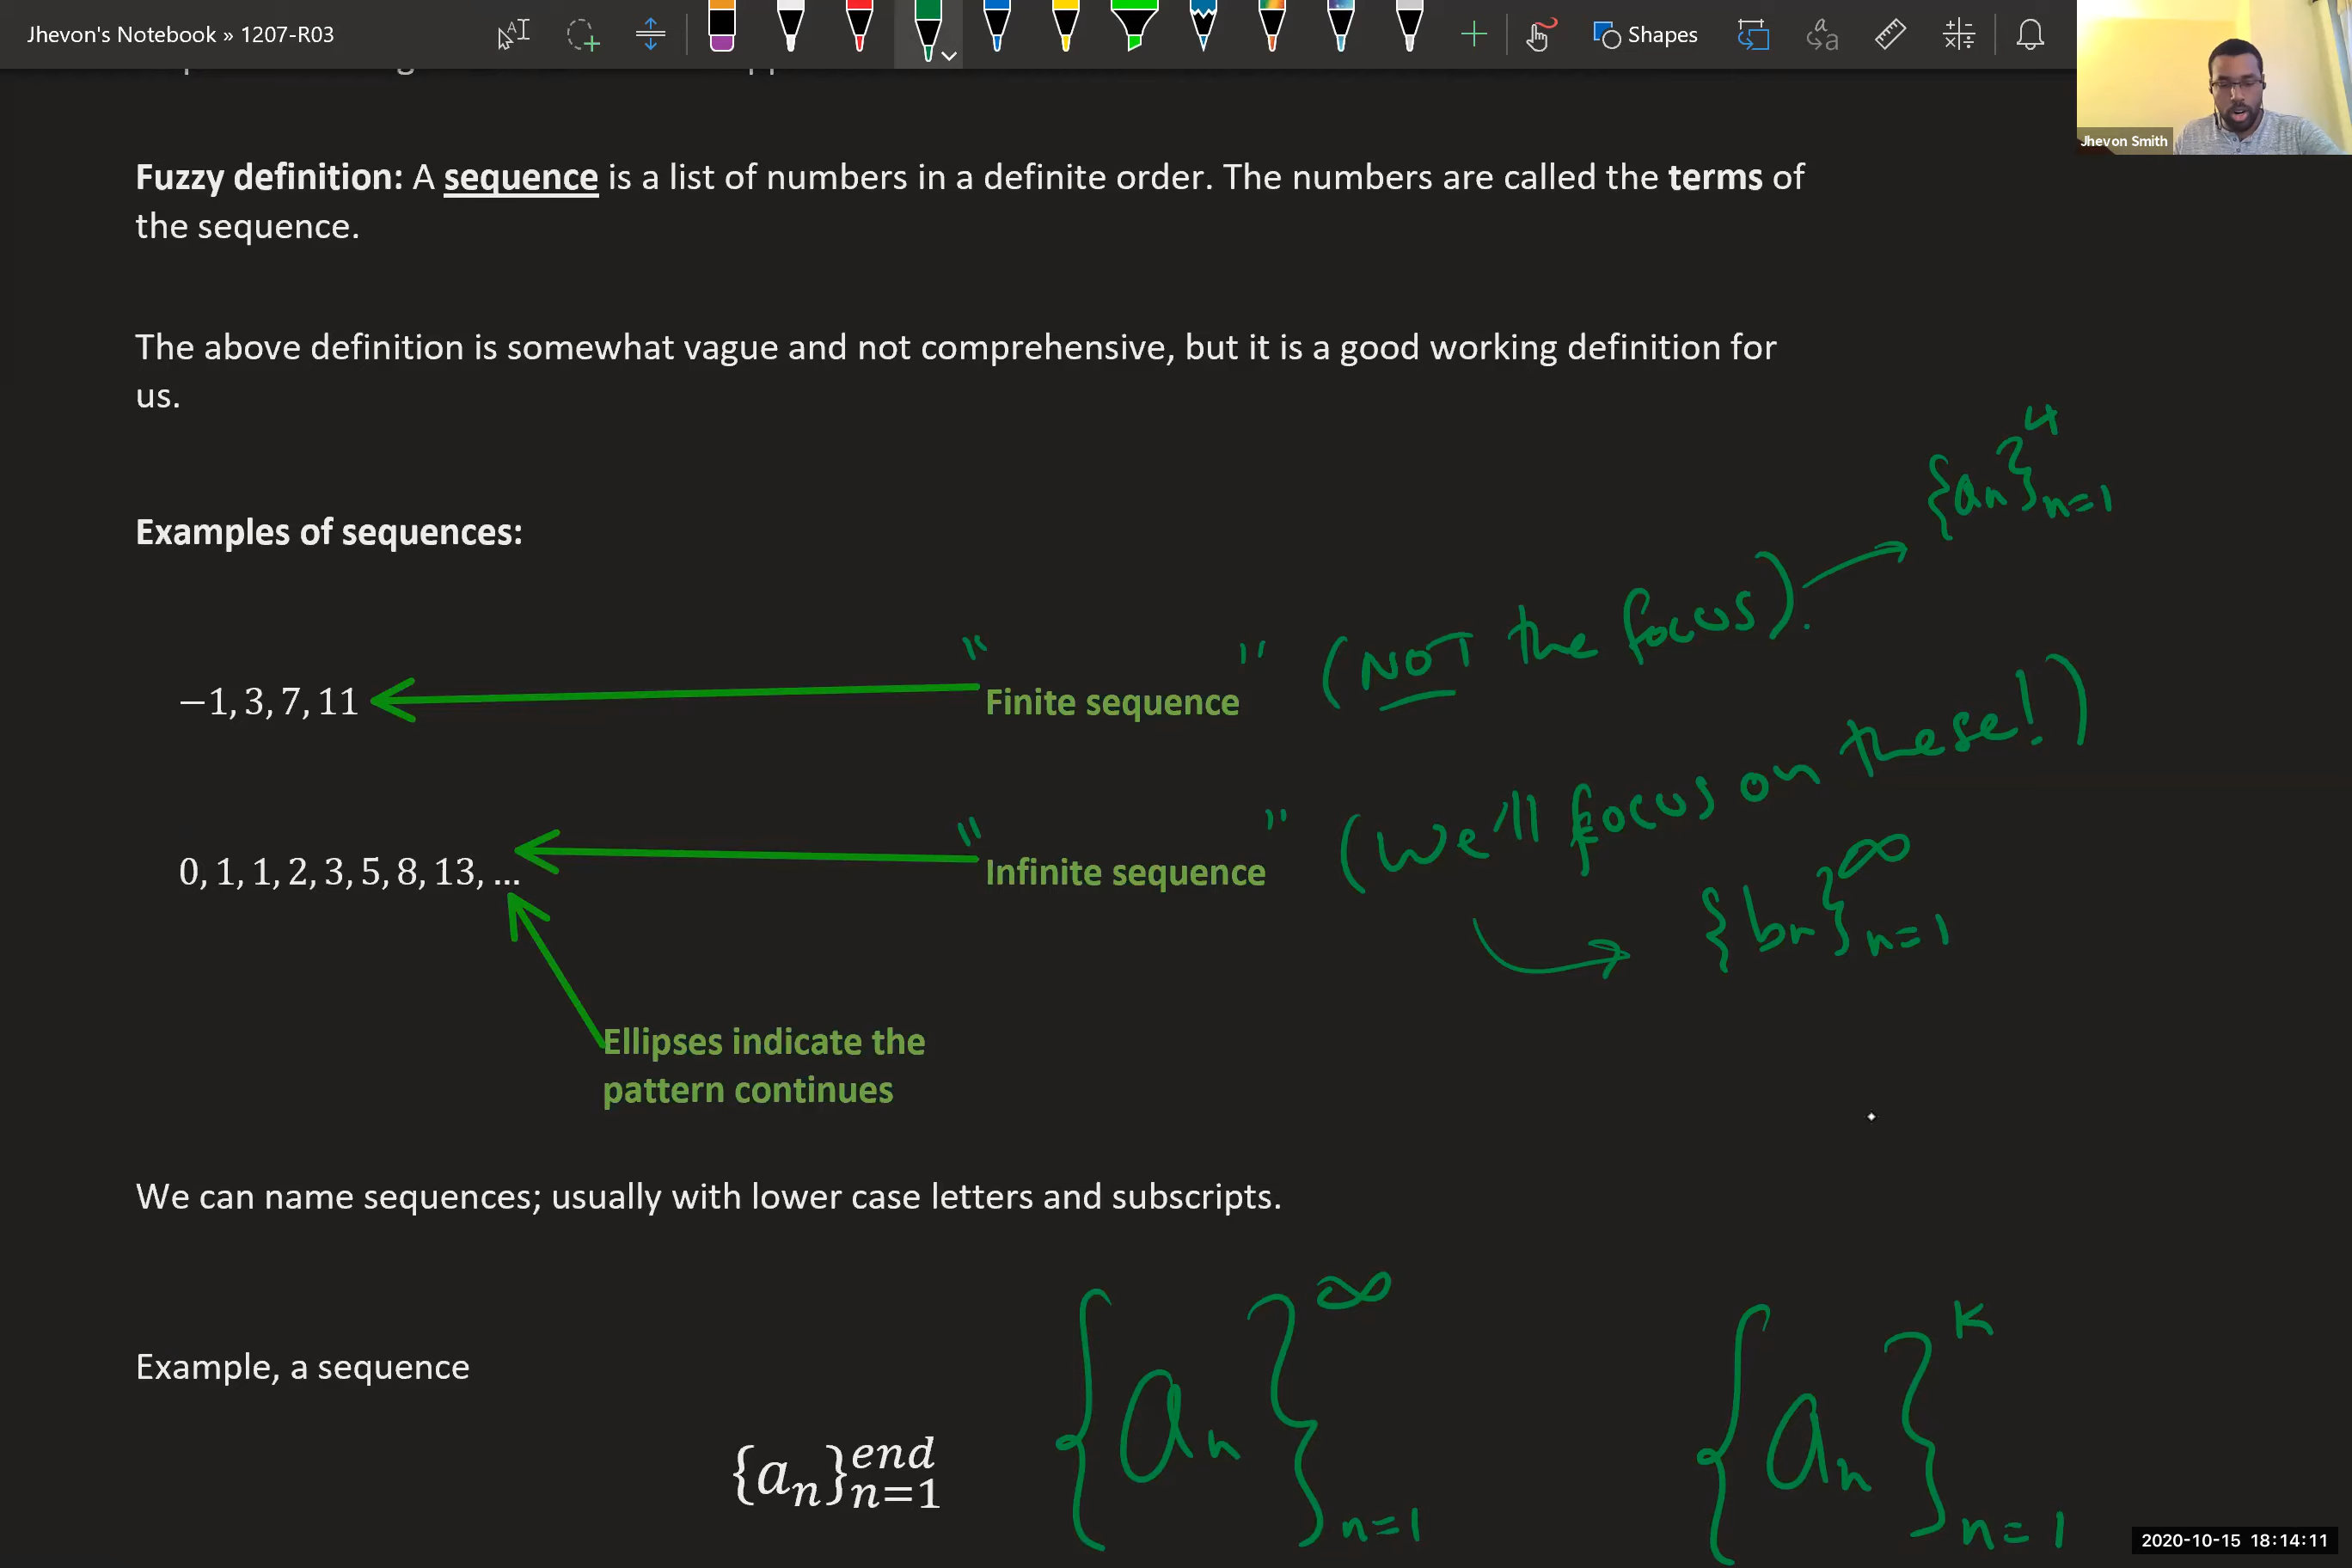 Jhevon's Notebook » 1207-R03
Shapes
Jhevon Smith
Fuzzy definition: A sequence is a list of numbers in a definite order. The numbers are called the terms of
the sequence.
The above definition is somewhat vague and not comprehensive, but it is a good working definition for
us.
{aₙ}⁴ₙ₌₁
Examples of sequences:
−1, 3, 7, 11 "Finite sequence" (NOT the focus).
0, 1, 1, 2, 3, 5, 8, 13, ... "Infinite sequence" (We'll focus on these!)
{bₙ}^∞ₙ₌₁
Ellipses indicate the
pattern continues
We can name sequences; usually with lower case letters and subscripts.
Example, a sequence
{aₙ}^end ₙ₌₁ {aₙ}^∞ ₙ₌₁ {aₙ}^k ₙ₌₁
2020-10-15 18:14:11